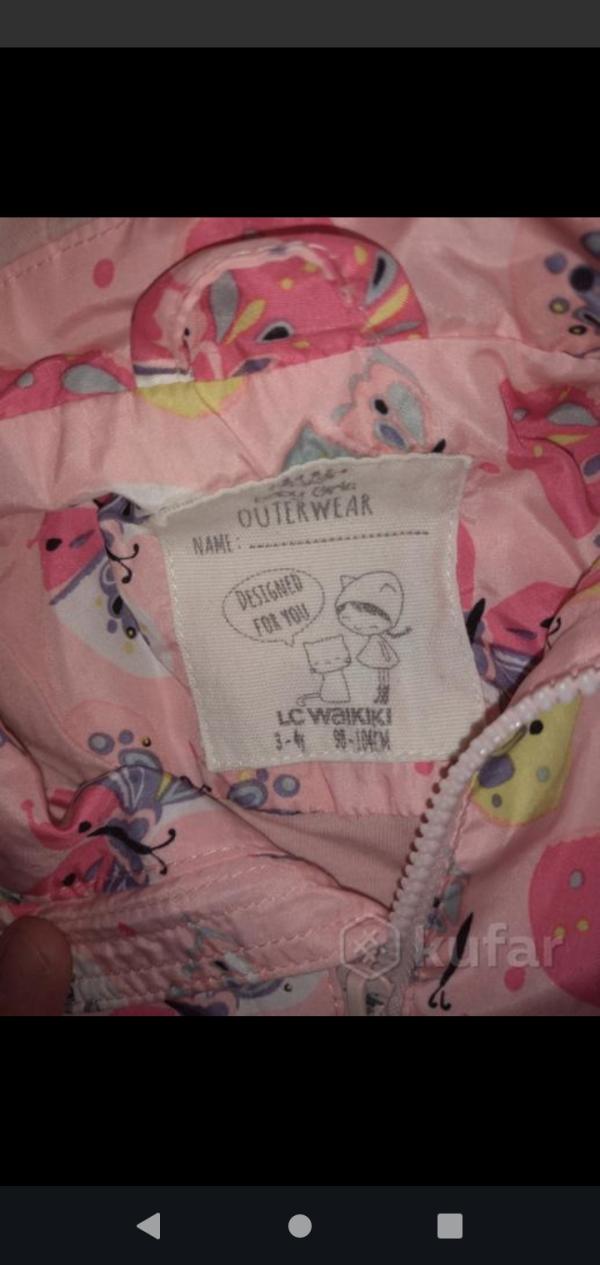 OUTERWEAR
NAME:
DESIGNED
FOR YOU
LC WAIKIKI
3-4y 98-104CM
kufar